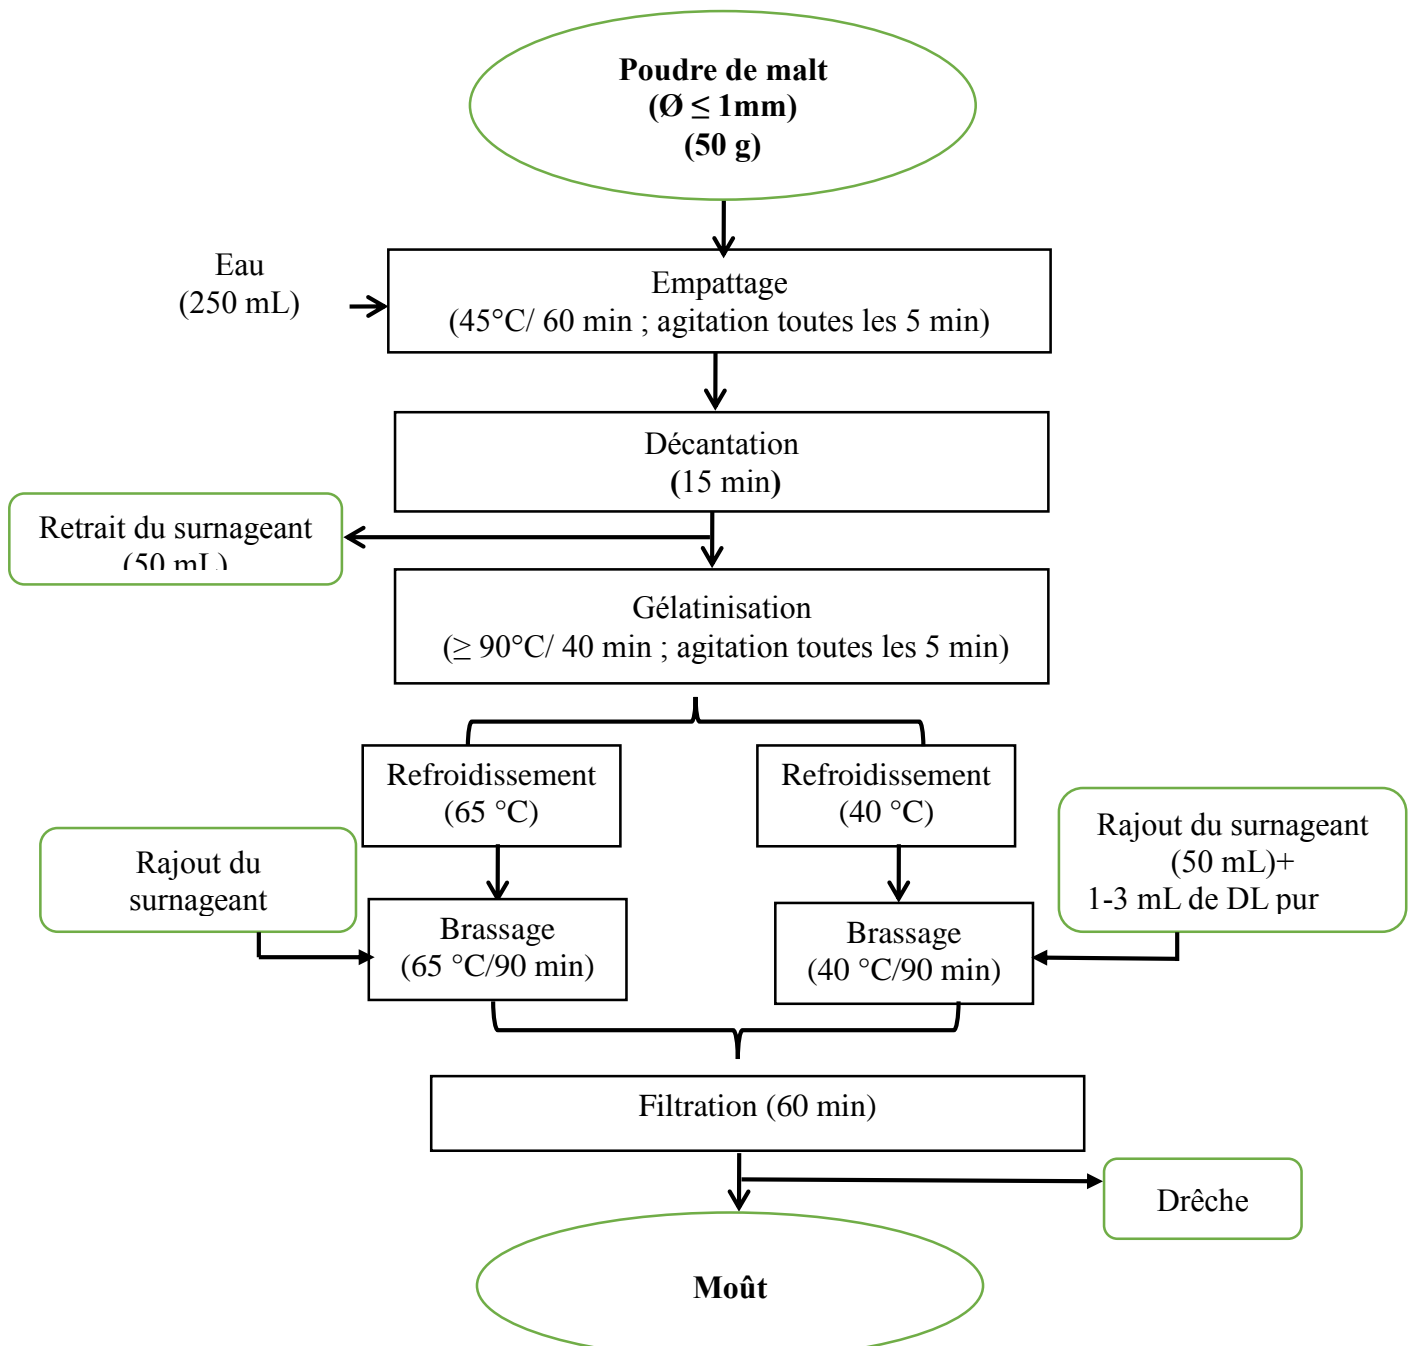 Poudre de malt
(Ø ≤ 1mm)
(50 g)
Eau
(250 mL)
Empattage
(45°C/ 60 min ; agitation toutes les 5 min)
Décantation
(15 min)
Retrait du surnageant
(50 mL)
Gélatinisation
(≥ 90°C/ 40 min ; agitation toutes les 5 min)
Refroidissement
(65 °C)
Refroidissement
(40 °C)
Rajout du
surnageant
Rajout du surnageant
(50 mL)+
1-3 mL de DL pur
Brassage
(65 °C/90 min)
Brassage
(40 °C/90 min)
Filtration (60 min)
Drêche
Moût